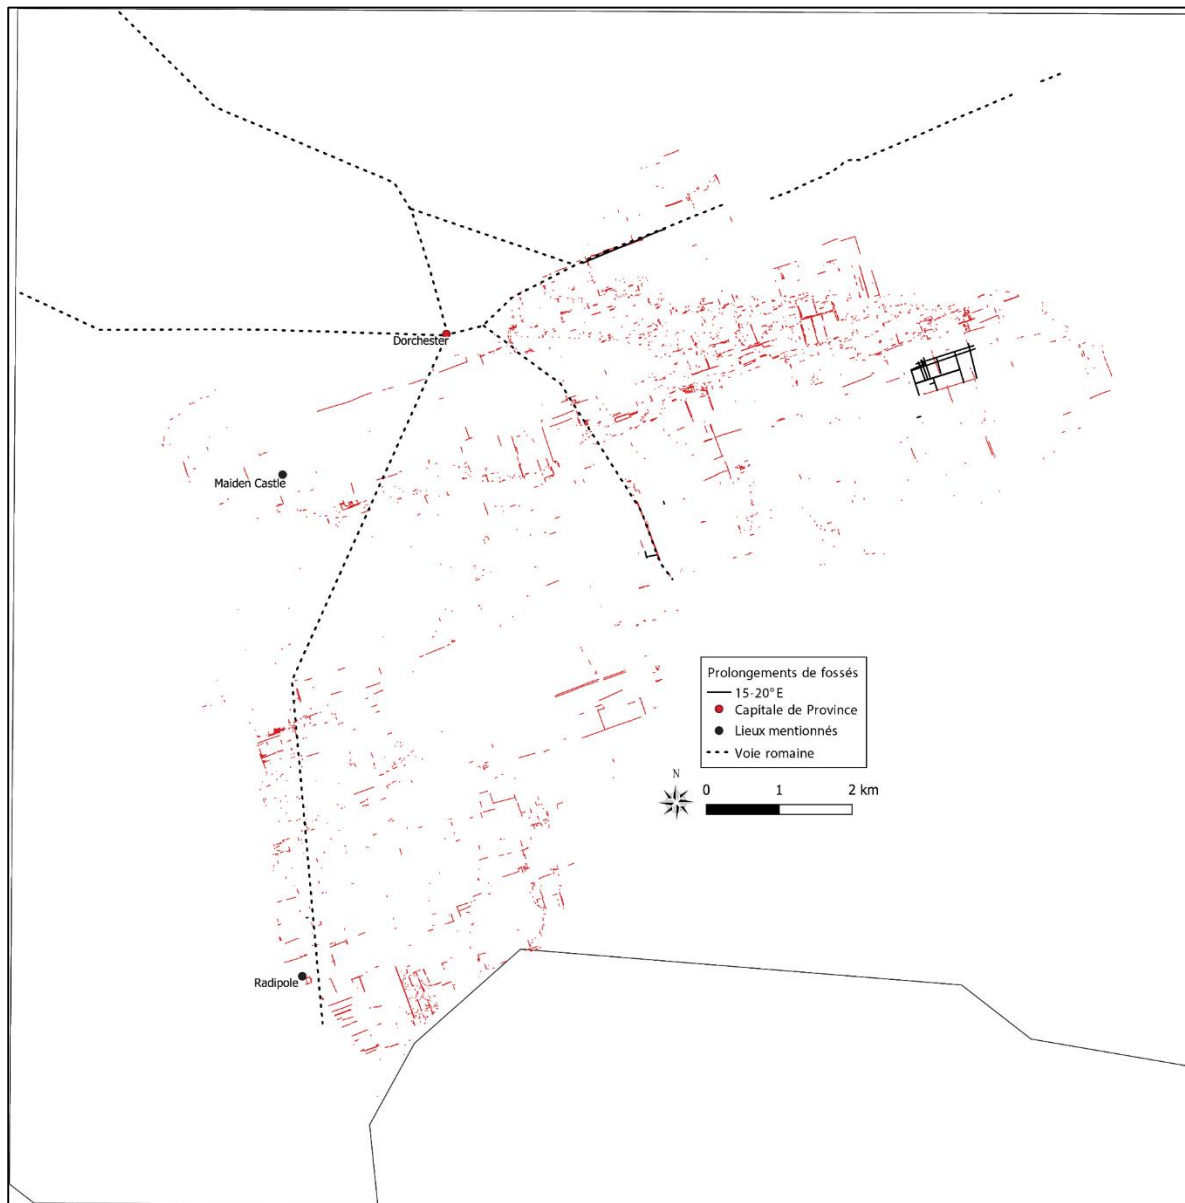 Dorchester
Maiden Castle
Prolongements de fossés
15-20°E
Capitale de Province
Lieux mentionnés
Voie romaine
N
0 1 2 km
Radipole